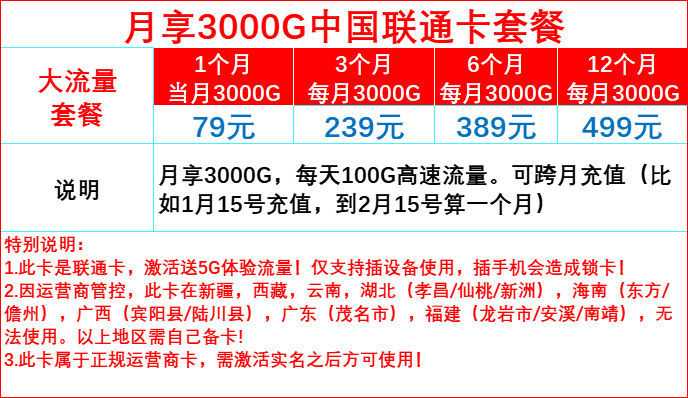 月享3000G中国联通卡套餐
大流量
套餐
1个月
当月3000G
3个月
每月3000G
6个月
每月3000G
12个月
每月3000G
79元
239元
389元
499元
说明
月享3000G，每天100G高速流量。可跨月充值（比
如1月15号充值，到2月15号算一个月）
特别说明：
1.此卡是联通卡，激活送5G体验流量！仅支持插设备使用，插手机会造成锁卡！
2.因运营商管控，此卡在新疆，西藏，云南，湖北（孝昌/仙桃/新洲），海南（东方/
儋州），广西（宾阳县/陆川县），广东（茂名市），福建（龙岩市/安溪/南靖），无
法使用。以上地区需自己备卡！
3.此卡属于正规运营商卡，需激活实名之后方可使用！